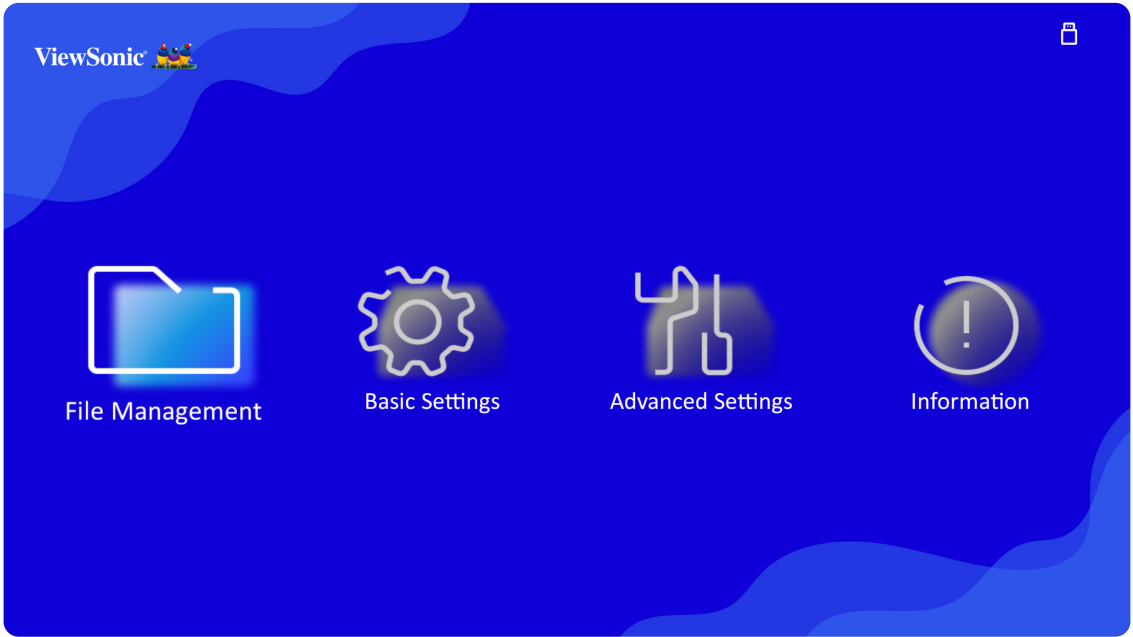 ViewSonic®
File Management
Basic Settings
Advanced Settings
Information